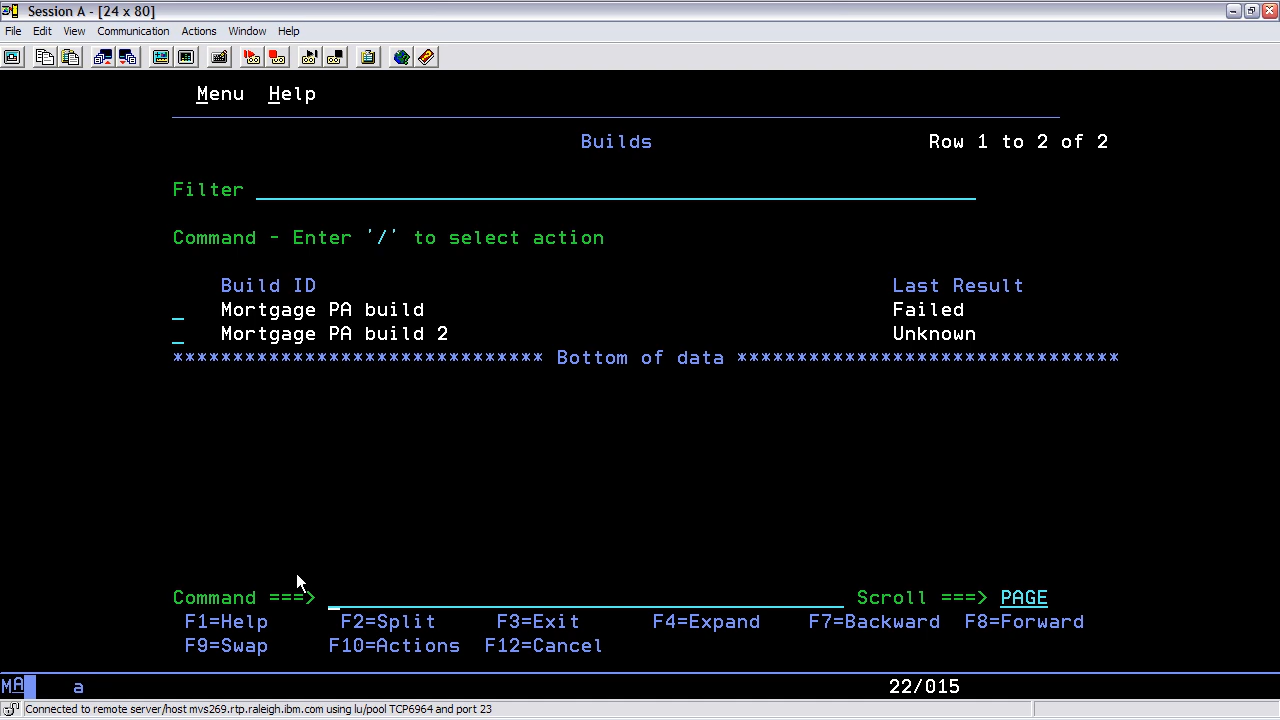 Session A - [24 x 80]
File Edit View Communication Actions Window Help
Menu Help
Builds Row 1 to 2 of 2
Filter
Command - Enter '/' to select action
Build ID Last Result
_ Mortgage PA build Failed
_ Mortgage PA build 2 Unknown
******************************* Bottom of data ********************************
Command ===> Scroll ===> PAGE
F1=Help F2=Split F3=Exit F4=Expand F7=Backward F8=Forward
F9=Swap F10=Actions F12=Cancel
MA a 22/015
Connected to remote server/host mvs269.rtp.raleigh.ibm.com using lu/pool TCP6964 and port 23